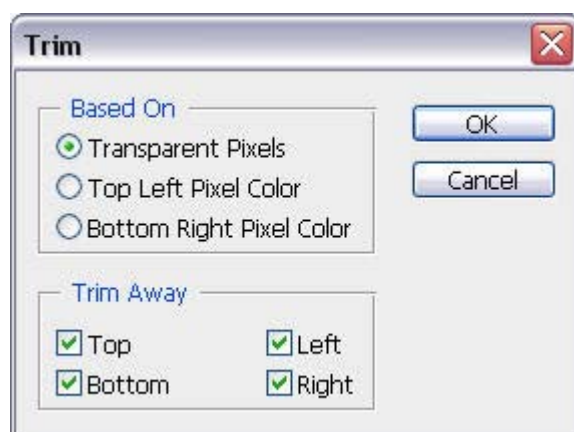 Trim
Based On
Transparent Pixels
Top Left Pixel Color
Bottom Right Pixel Color
OK
Cancel
Trim Away
Top
Left
Bottom
Right